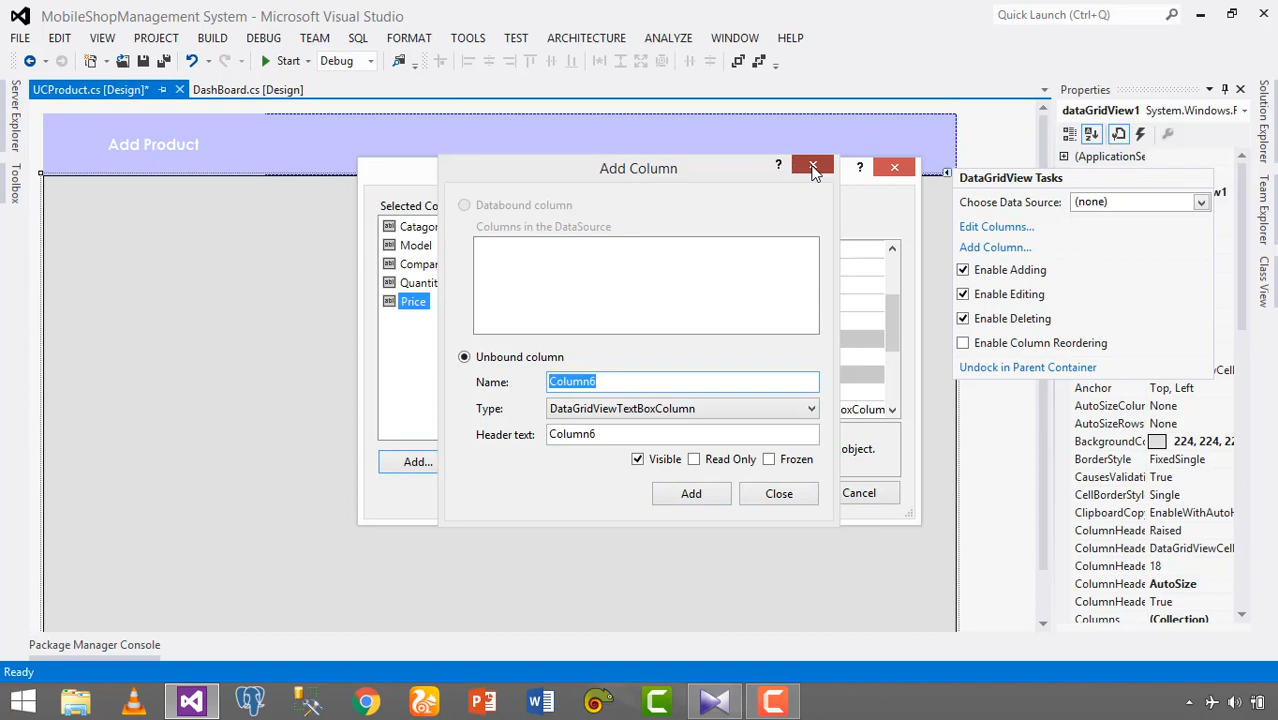 MobileShopManagement System - Microsoft Visual Studio
Quick Launch (Ctrl+Q)
FILE EDIT VIEW PROJECT BUILD DEBUG TEAM SQL FORMAT TOOLS TEST ARCHITECTURE ANALYZE WINDOW HELP
Start Debug
UCProduct.cs [Design]* DashBoard.cs [Design]
Server Explorer
Toolbox
Add Product
Selected Co
Catagor
Model
Compar
Quantit
Price
Add...
Add Column
?
Databound column
Columns in the DataSource
Unbound column
Name: Column6
Type: DataGridViewTextBoxColumn
Header text: Column6
Visible Read Only Frozen
Add Close
?
oxColum
object.
Cancel
DataGridView Tasks
Choose Data Source: (none)
Edit Columns...
Add Column...
Enable Adding
Enable Editing
Enable Deleting
Enable Column Reordering
Undock in Parent Container
Properties
dataGridView1 System.Windows.F
(ApplicationSe
w1
Anchor Top, Left
AutoSizeColur None
AutoSizeRows None
BackgroundCo 224, 224, 22
BorderStyle FixedSingle
CausesValidati True
CellBorderStyl Single
ClipboardCopy EnableWithAutoH
ColumnHeade Raised
ColumnHeade DataGridViewCell
ColumnHeade 18
ColumnHeade AutoSize
ColumnHeade True
Columns (Collection)
Solution Explorer
Team Explorer
Class View
Package Manager Console
Ready